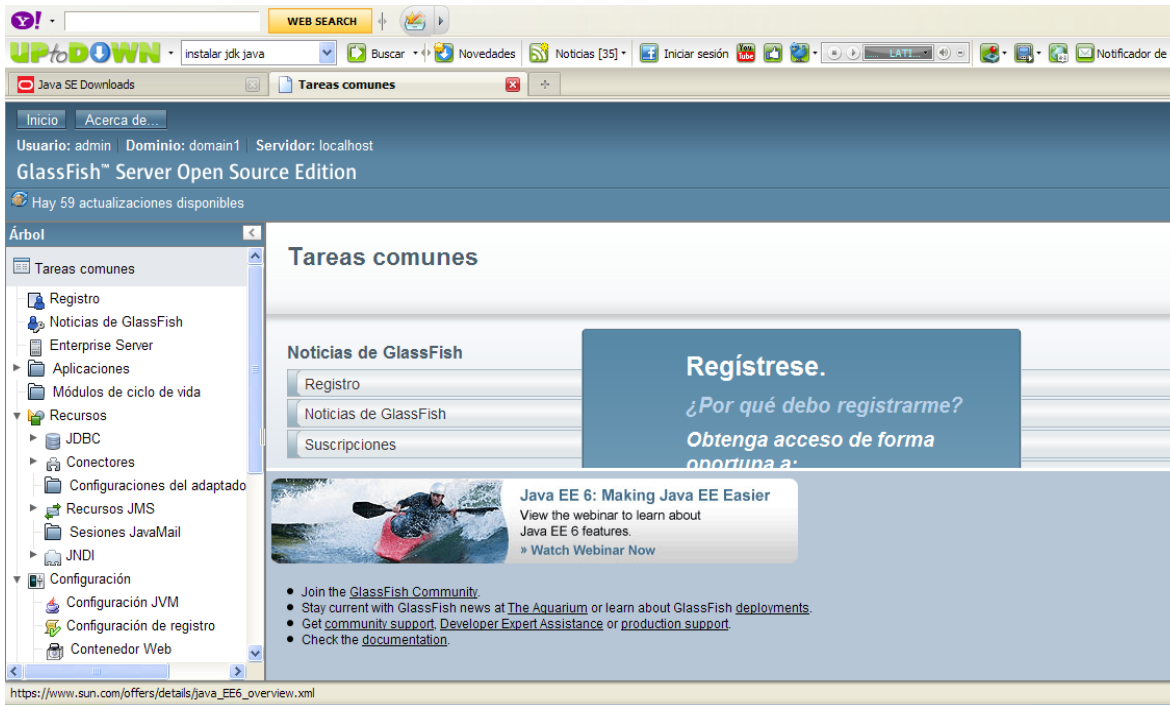 Y!
WEB SEARCH
UPtoDOWN instalar jdk java Buscar Novedades Noticias [35] Iniciar sesión You Tube LATI... Notificador de
Java SE Downloads Tareas comunes
Inicio Acerca de...
Usuario: admin Dominio: domain1 Servidor: localhost
GlassFish™ Server Open Source Edition
Hay 59 actualizaciones disponibles
Árbol
Tareas comunes
Registro
Noticias de GlassFish
Enterprise Server
Aplicaciones
Módulos de ciclo de vida
Recursos
JDBC
Conectores
Configuraciones del adaptado
Recursos JMS
Sesiones JavaMail
JNDI
Configuración
Configuración JVM
Configuración de registro
Contenedor Web
Tareas comunes
Noticias de GlassFish
Registro
Noticias de GlassFish
Suscripciones
Regístrese.
¿Por qué debo registrarme?
Obtenga acceso de forma
oportuna a:
Java EE 6: Making Java EE Easier
View the webinar to learn about
Java EE 6 features.
» Watch Webinar Now
Join the GlassFish Community.
Stay current with GlassFish news at The Aquarium or learn about GlassFish deployments.
Get community support, Developer Expert Assistance or production support.
Check the documentation.
https://www.sun.com/offers/details/java_EE6_overview.xml